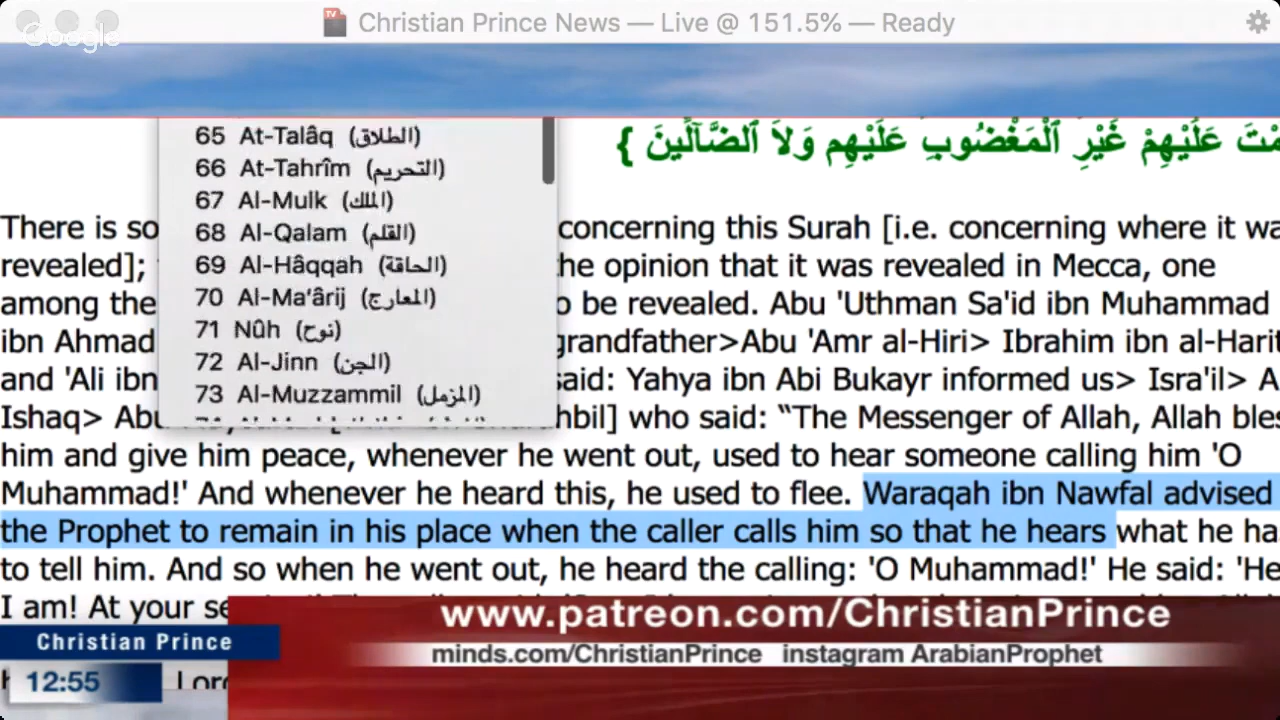 Christian Prince News — Live @ 151.5% — Ready
Google
عَلَيْهِمْ غَيْرِ ٱلْمَغْضُوبِ عَلَيْهِم وَلاَ ٱلضَّآلِّينَ }
65 At-Talâq (الطلاق)
66 At-Tahrîm (التحريم)
67 Al-Mulk (الملك)
68 Al-Qalam (القلم)
69 Al-Hâqqah (الحاقة)
70 Al-Ma'ârij (المعارج)
71 Nûh (نوح)
72 Al-Jinn (الجن)
73 Al-Muzzammil (المزمل)
There is so concerning this Surah [i.e. concerning where it wa
revealed]; he opinion that it was revealed in Mecca, one
among the o be revealed. Abu 'Uthman Sa'id ibn Muhammad
ibn Ahmad grandfather>Abu 'Amr al-Hiri> Ibrahim ibn al-Harit
and 'Ali ibn said: Yahya ibn Abi Bukayr informed us> Isra'il> A
Ishaq> Abu hbil] who said: “The Messenger of Allah, Allah bles
him and give him peace, whenever he went out, used to hear someone calling him 'O
Muhammad!' And whenever he heard this, he used to flee. Waraqah ibn Nawfal advised
the Prophet to remain in his place when the caller calls him so that he hears what he ha
to tell him. And so when he went out, he heard the calling: 'O Muhammad!' He said: 'He
I am! At your se
www.patreon.com/ChristianPrince
Christian Prince
minds.com/ChristianPrince instagram ArabianProphet
12:55
Lord